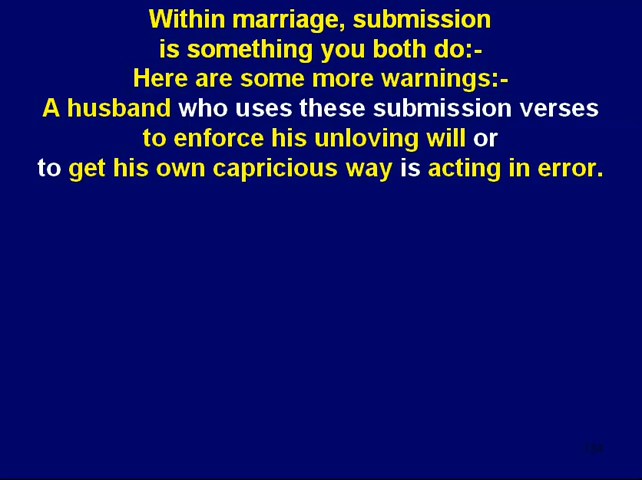 Within marriage, submission
is something you both do:-
Here are some more warnings:-
A husband who uses these submission verses
to enforce his unloving will or
to get his own capricious way is acting in error.